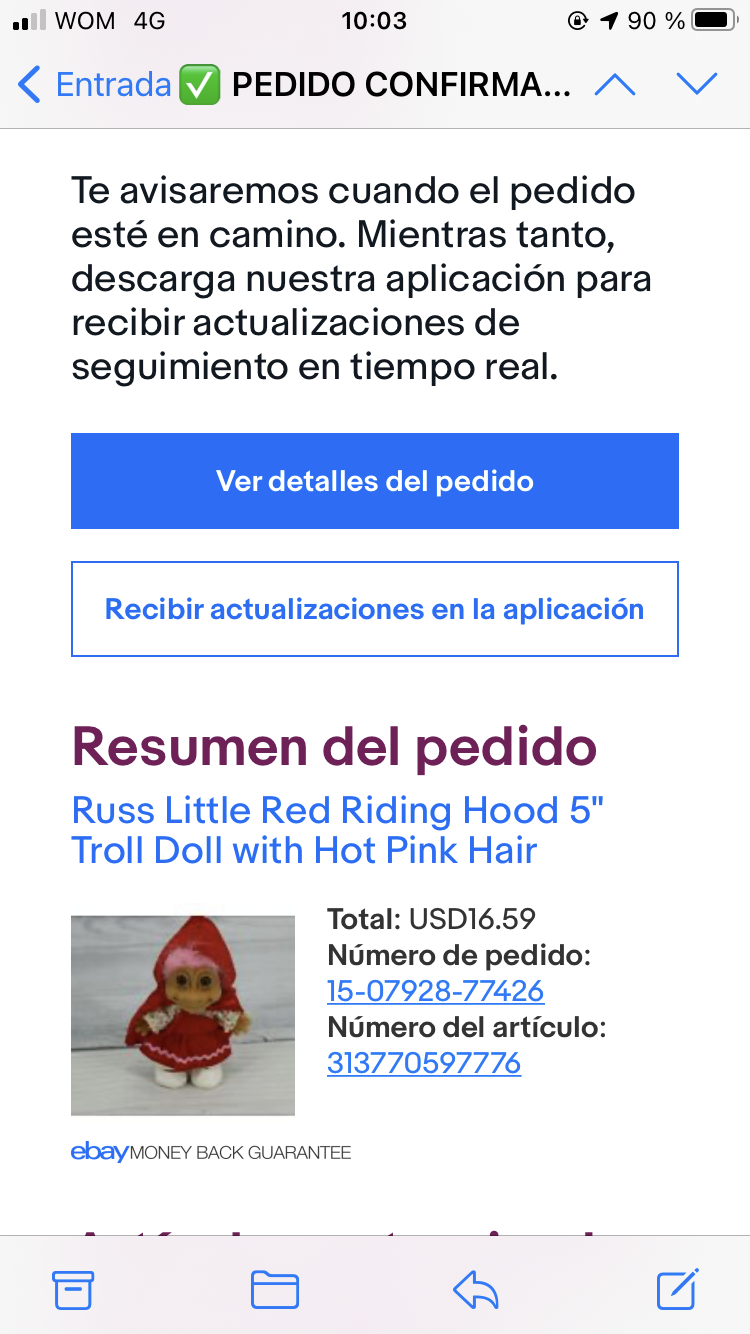 WOM 4G 10:03 90 %
Entrada ✅ PEDIDO CONFIRMA...
Te avisaremos cuando el pedido
esté en camino. Mientras tanto,
descarga nuestra aplicación para
recibir actualizaciones de
seguimiento en tiempo real.
Ver detalles del pedido
Recibir actualizaciones en la aplicación
Resumen del pedido
Russ Little Red Riding Hood 5"
Troll Doll with Hot Pink Hair
Total: USD16.59
Número de pedido:
15-07928-77426
Número del artículo:
313770597776
ebay MONEY BACK GUARANTEE